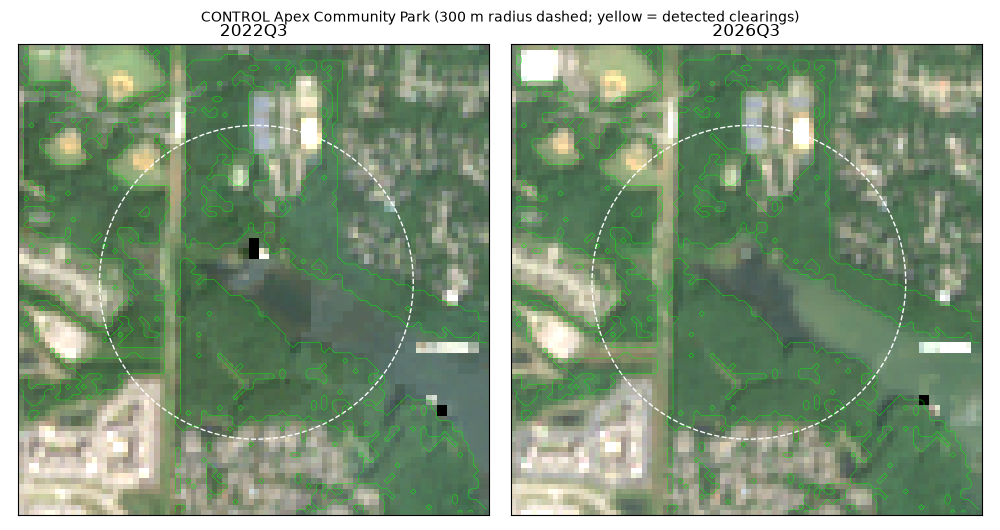 CONTROL Apex Community Park (300 m radius dashed; yellow = detected clearings)
2022Q3
2026Q3